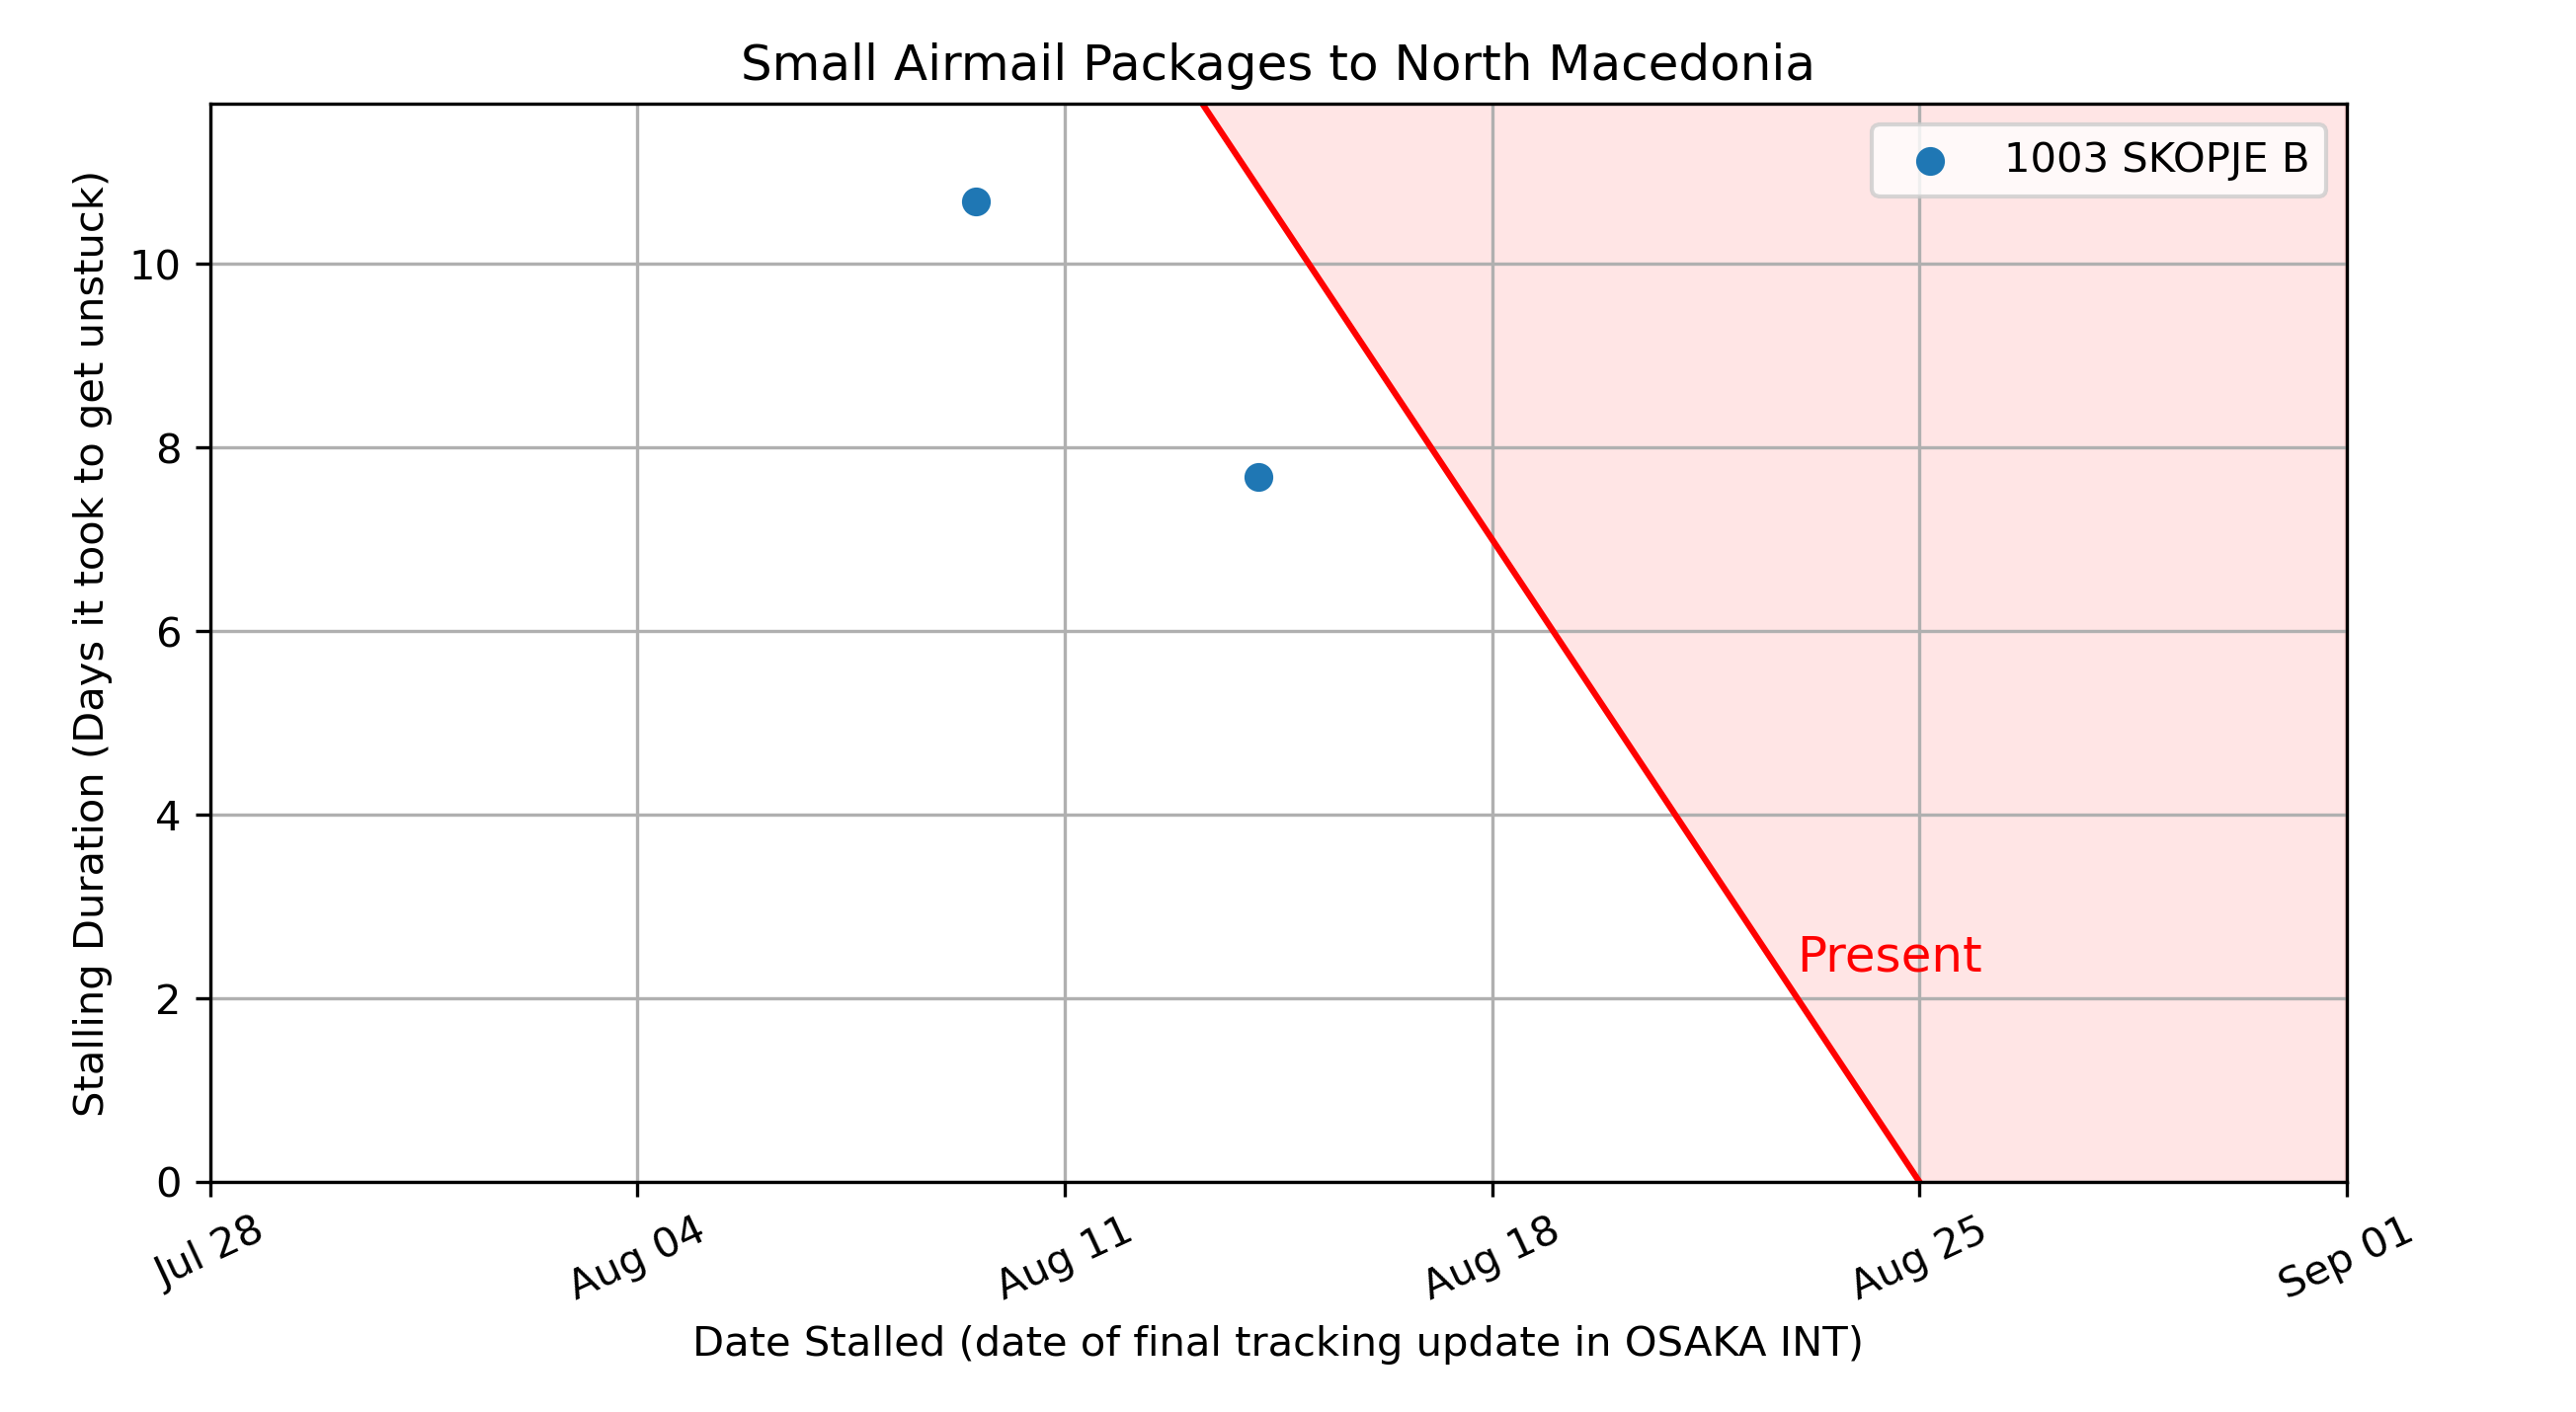 Small Airmail Packages to North Macedonia
1003 SKOPJE B
Stalling Duration (Days it took to get unstuck)
10
8
6
4
2
0
Present
Jul 28
Aug 04
Aug 11
Aug 18
Aug 25
Sep 01
Date Stalled (date of final tracking update in OSAKA INT)